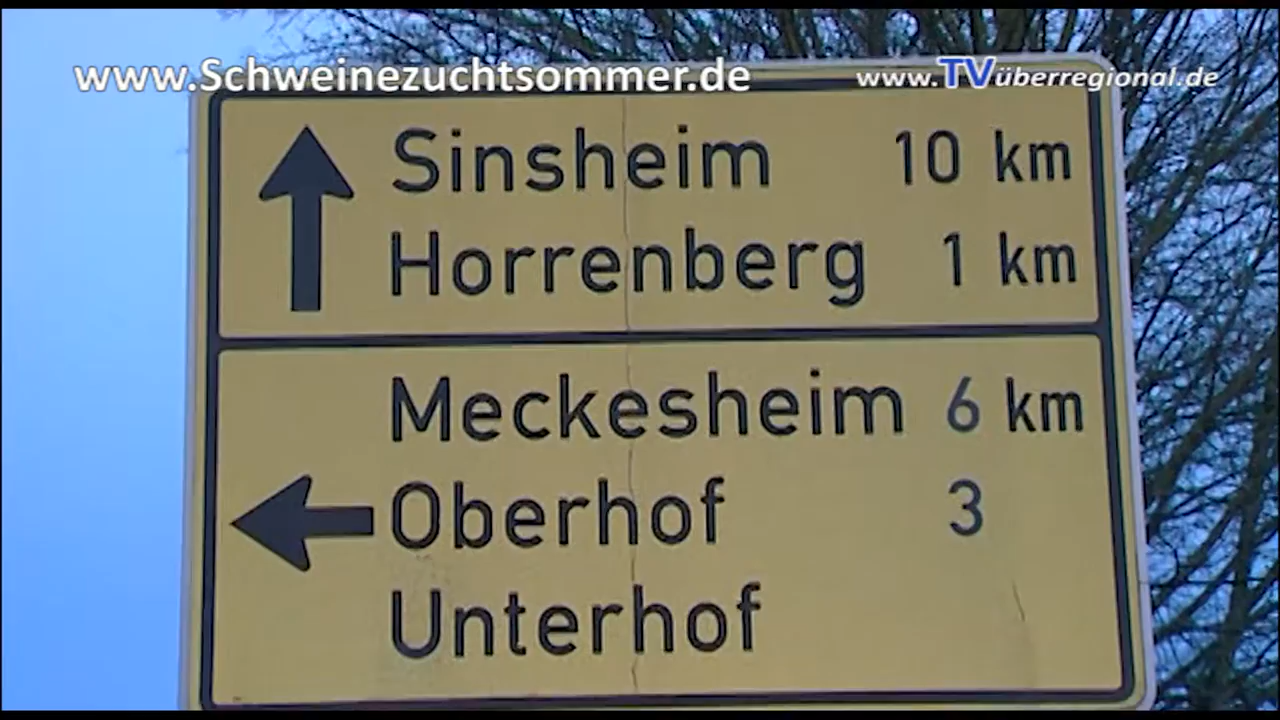 www.Schweinezuchtsommer.de www.TVüberregional.de
Sinsheim 10 km
Horrenberg 1 km
Meckesheim 6 km
Oberhof 3
Unterhof